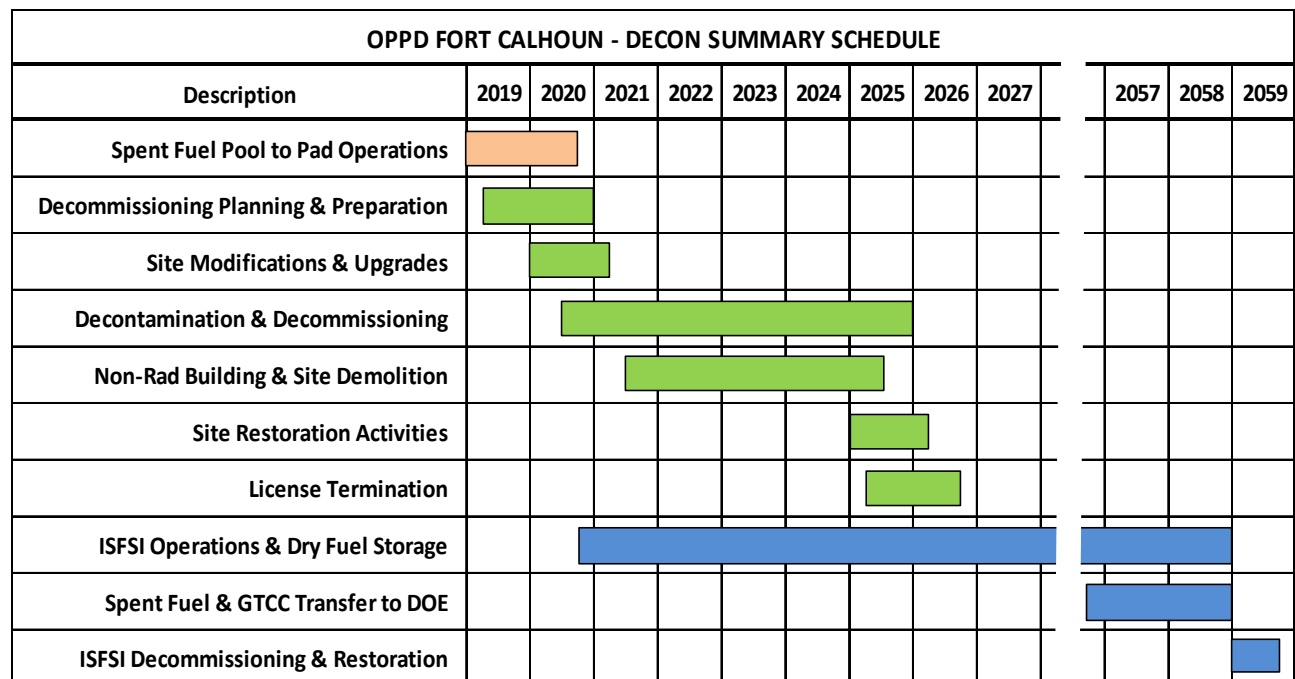 OPPD FORT CALHOUN - DECON SUMMARY SCHEDULE
Description 2019 2020 2021 2022 2023 2024 2025 2026 2027 2057 2058 2059
Spent Fuel Pool to Pad Operations
Decommissioning Planning & Preparation
Site Modifications & Upgrades
Decontamination & Decommissioning
Non-Rad Building & Site Demolition
Site Restoration Activities
License Termination
ISFSI Operations & Dry Fuel Storage
Spent Fuel & GTCC Transfer to DOE
ISFSI Decommissioning & Restoration